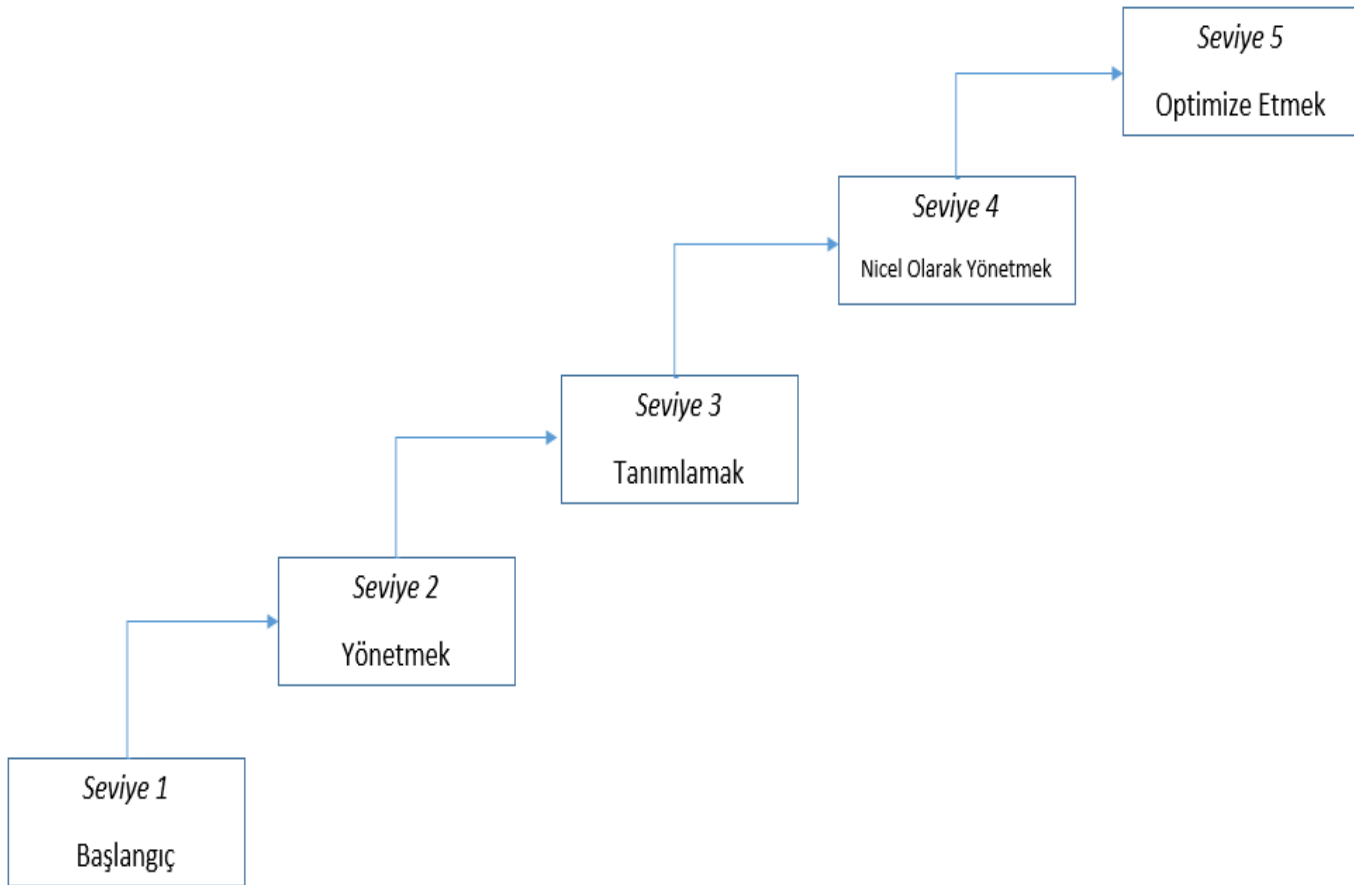 Seviye 5
Optimize Etmek
Seviye 4
Nicel Olarak Yönetmek
Seviye 3
Tanımlamak
Seviye 2
Yönetmek
Seviye 1
Başlangıç